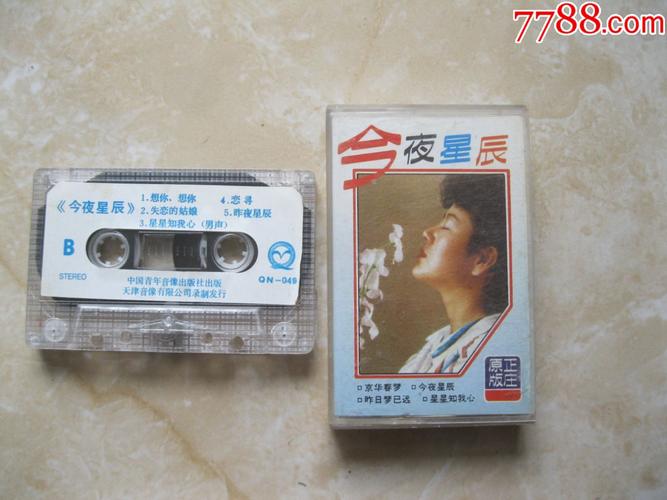 7788.com
今夜星辰
《今夜星辰》
1.想你、想你
2.失恋的姑娘
3.星星知我心（男声）
4.恋寻
5.昨夜星辰
B
STEREO
QN-049
中国青年音像出版社出版
天津音像有限公司录制发行
正庄
原版
□京华春梦 □今夜星辰
□昨日梦已远 □星星知我心